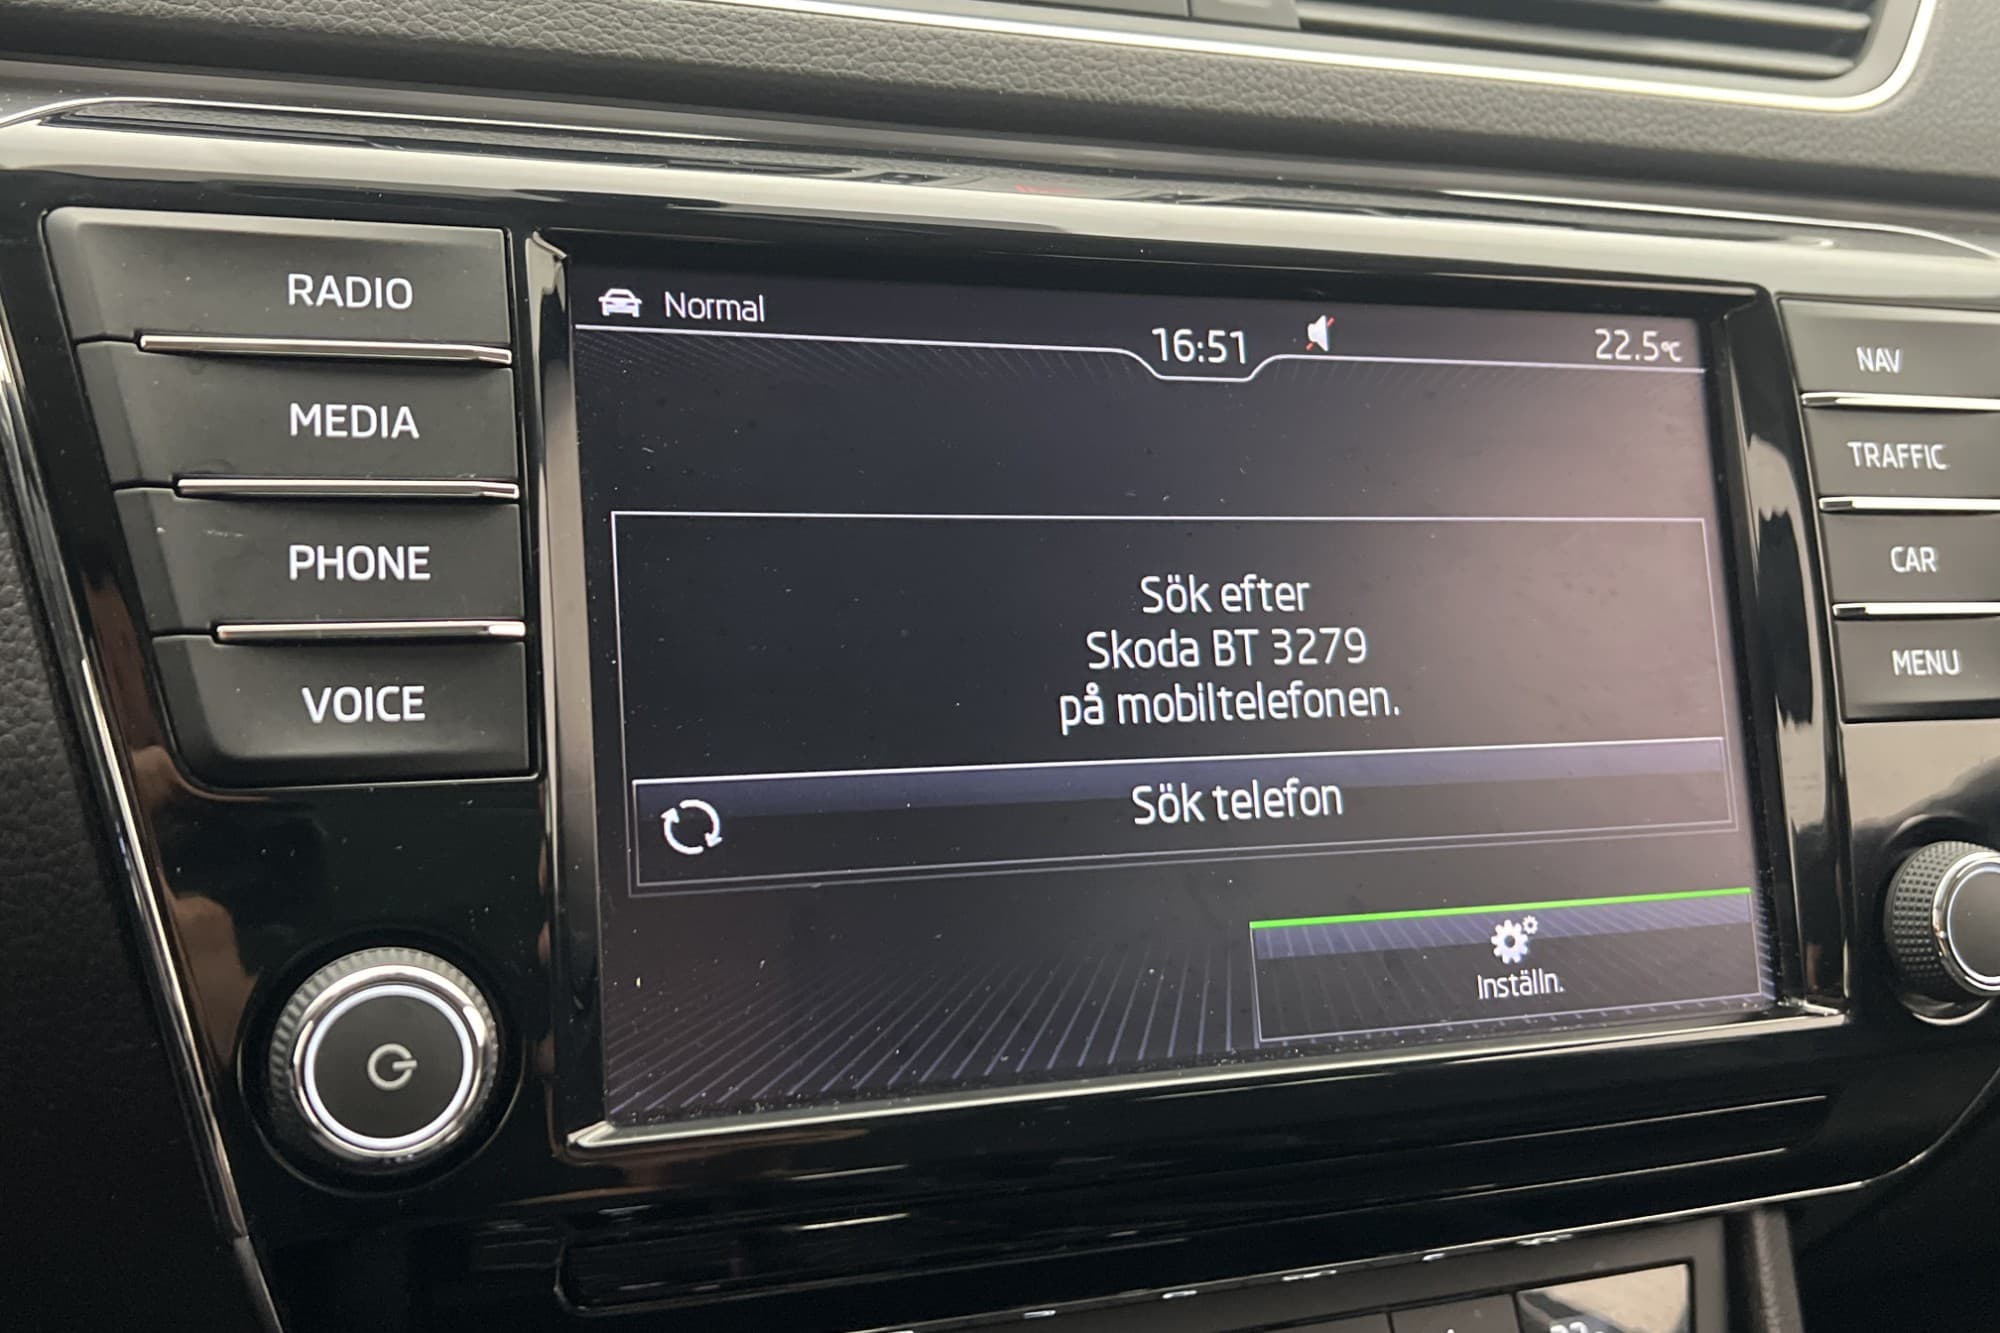 RADIO
MEDIA
PHONE
VOICE
Normal
16:51
22.5°C
Sök efter
Skoda BT 3279
på mobiltelefonen.
Sök telefon
Inställn.
NAV
TRAFFIC
CAR
MENU